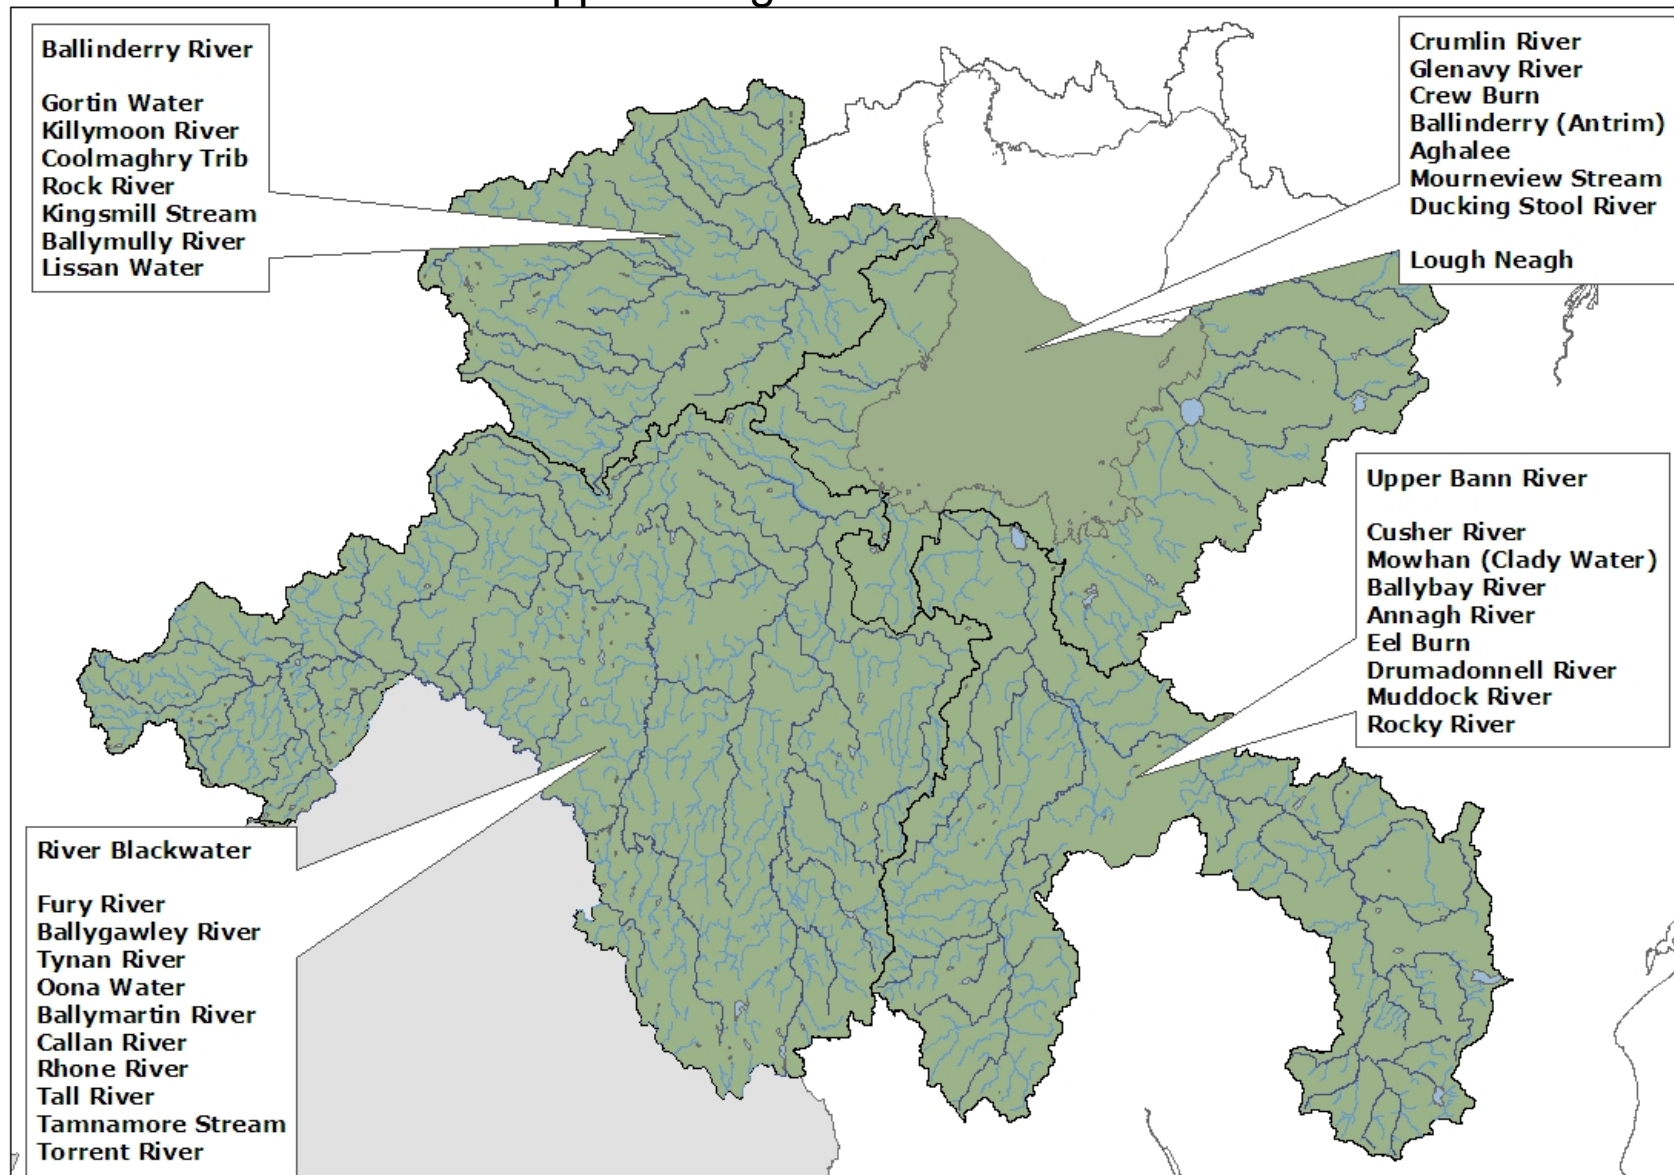 Ballinderry River
Gortin Water
Killymoon River
Coolmaghry Trib
Rock River
Kingsmill Stream
Ballymully River
Lissan Water
Crumlin River
Glenavy River
Crew Burn
Ballinderry (Antrim)
Aghalee
Mourneview Stream
Ducking Stool River
Lough Neagh
Upper Bann River
Cusher River
Mowhan (Clady Water)
Ballybay River
Annagh River
Eel Burn
Drumadonnell River
Muddock River
Rocky River
River Blackwater
Fury River
Ballygawley River
Tynan River
Oona Water
Ballymartin River
Callan River
Rhone River
Tall River
Tamnamore Stream
Torrent River